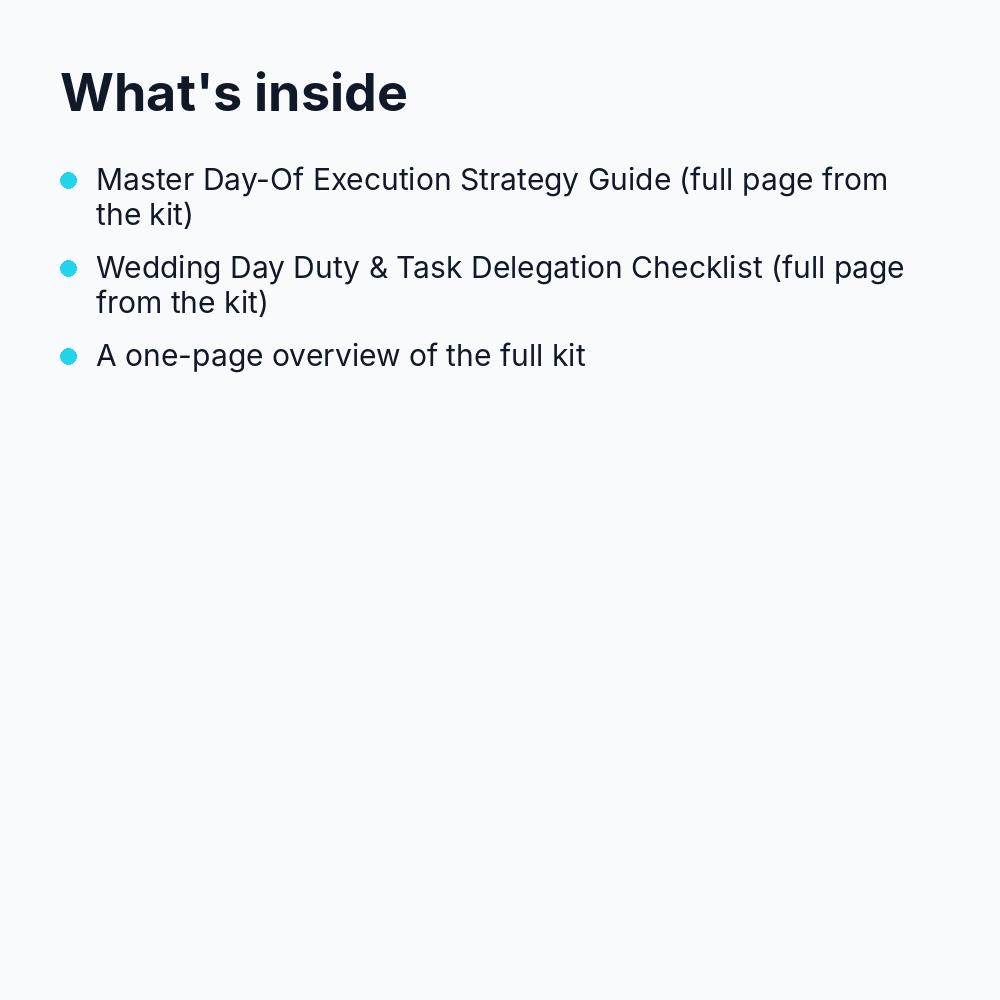 What's inside
Master Day-Of Execution Strategy Guide (full page from
the kit)
Wedding Day Duty & Task Delegation Checklist (full page
from the kit)
A one-page overview of the full kit